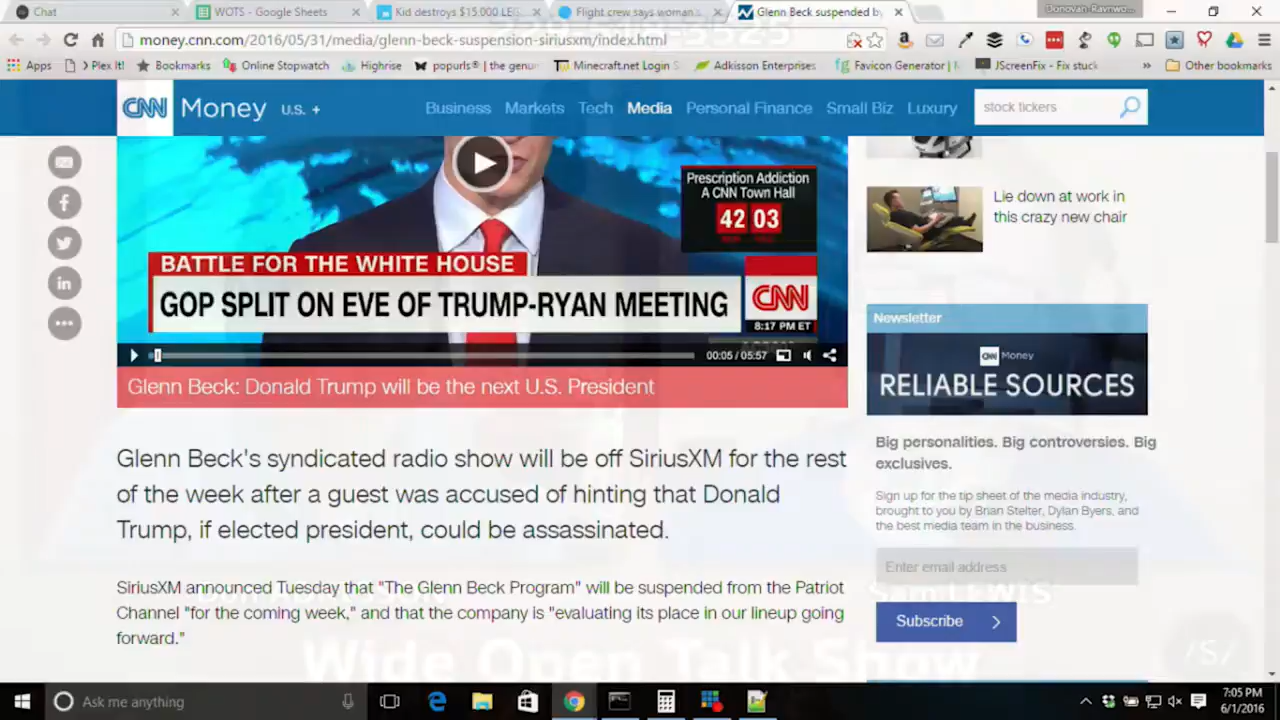 Chat
WOTS - Google Sheets
Kid destroys $15,000 LEG
Flight crew says woman
Glenn Beck suspended by
money.cnn.com/2016/05/31/media/glenn-beck-suspension-siriusxm/index.html
Apps
> Plex It!
Bookmarks
Online Stopwatch
Highrise
popurls® | the genu
Minecraft.net Login
Adkisson Enterprises
Favicon Generator |
JScreenFix - Fix stuck
»
Other bookmarks
CNN Money U.S. +
Business Markets Tech Media Personal Finance Small Biz Luxury
stock tickers
Prescription Addiction
A CNN Town Hall
42 03
BATTLE FOR THE WHITE HOUSE
GOP SPLIT ON EVE OF TRUMP-RYAN MEETING
CNN
8:17 PM ET
00:05 / 05:57
Glenn Beck: Donald Trump will be the next U.S. President
Glenn Beck's syndicated radio show will be off SiriusXM for the rest
of the week after a guest was accused of hinting that Donald
Trump, if elected president, could be assassinated.
SiriusXM announced Tuesday that "The Glenn Beck Program" will be suspended from the Patriot
Channel "for the coming week," and that the company is "evaluating its place in our lineup going
forward."
Lie down at work in
this crazy new chair
Newsletter
CNN Money
RELIABLE SOURCES
Big personalities. Big controversies. Big
exclusives.
Sign up for the tip sheet of the media industry,
brought to you by Brian Stelter, Dylan Byers, and
the best media team in the business.
Enter email address
Subscribe
Sam LEWIS
Wide Open Talk Show
/S/
Ask me anything
7:05 PM
6/1/2016